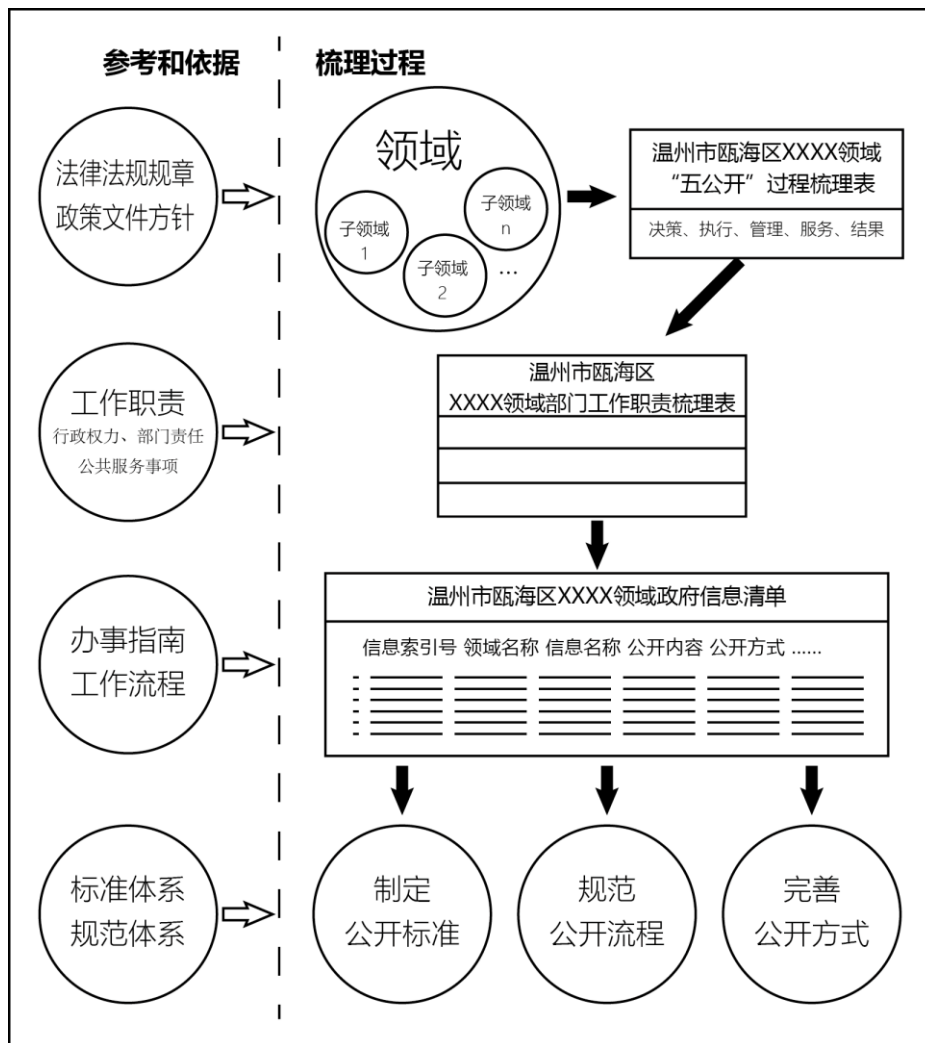 参考和依据
梳理过程
法律法规规章
政策文件方针
领域
子领域
1
子领域
2
子领域
n
...
温州市瓯海区XXXX领域
“五公开”过程梳理表
决策、执行、管理、服务、结果
工作职责
行政权力、部门责任
公共服务事项
温州市瓯海区
XXXX领域部门工作职责梳理表
办事指南
工作流程
温州市瓯海区XXXX领域政府信息清单
信息索引号 领域名称 信息名称 公开内容 公开方式 ......
标准体系
规范体系
制定
公开标准
规范
公开流程
完善
公开方式